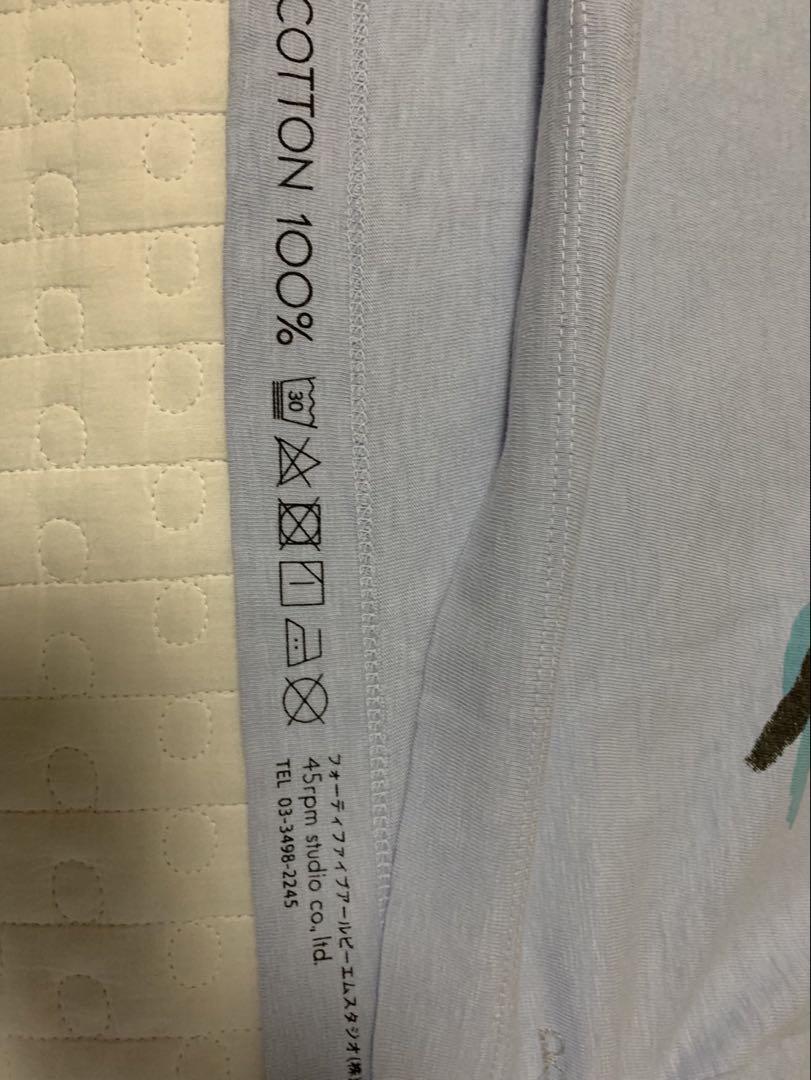 COTTON 100%
30
フォーティファイブアールピーエムスタジオ(株)
45rpm studio co., ltd.
TEL 03-3498-2245